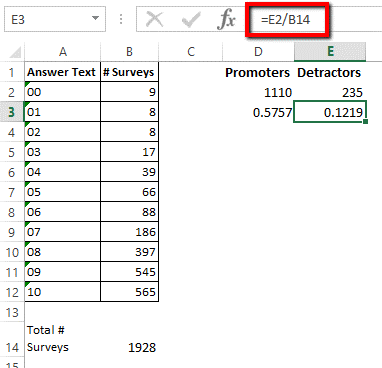 E3 =E2/B14
A B C D E
1 Answer Text # Surveys Promoters Detractors
2 00 9 1110 235
3 01 8 0.5757 0.1219
4 02 8
5 03 17
6 04 39
7 05 66
8 06 88
9 07 186
10 08 397
11 09 545
12 10 565
13
Total #
14 Surveys 1928
15